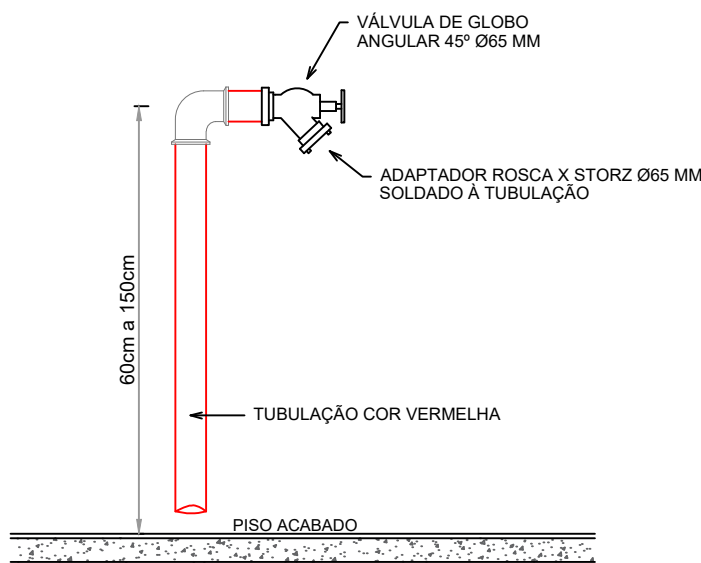 VÁLVULA DE GLOBO
ANGULAR 45º Ø65 MM
ADAPTADOR ROSCA X STORZ Ø65 MM
SOLDADO À TUBULAÇÃO
60cm a 150cm
TUBULAÇÃO COR VERMELHA
PISO ACABADO